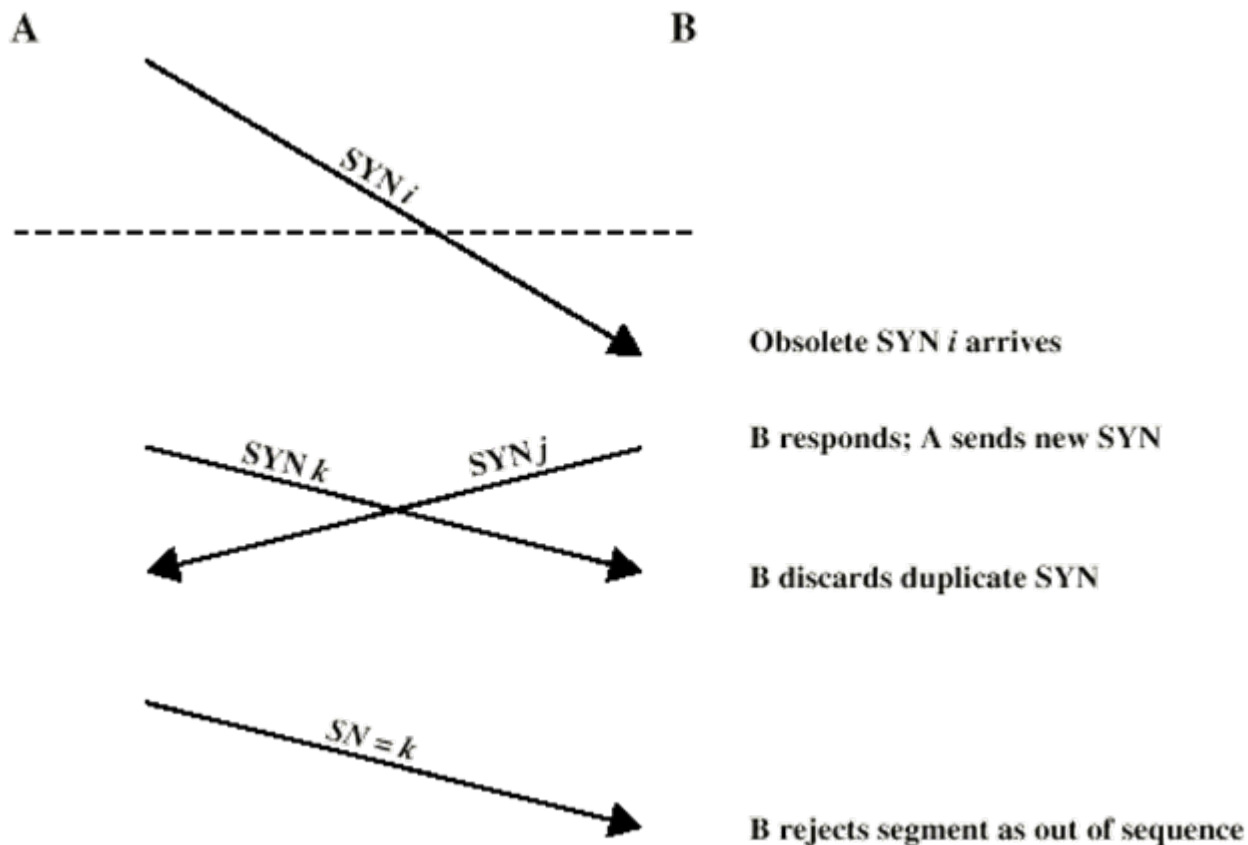 A
B
SYN i
Obsolete SYN i arrives
B responds; A sends new SYN
SYN k
SYN j
B discards duplicate SYN
SN = k
B rejects segment as out of sequence